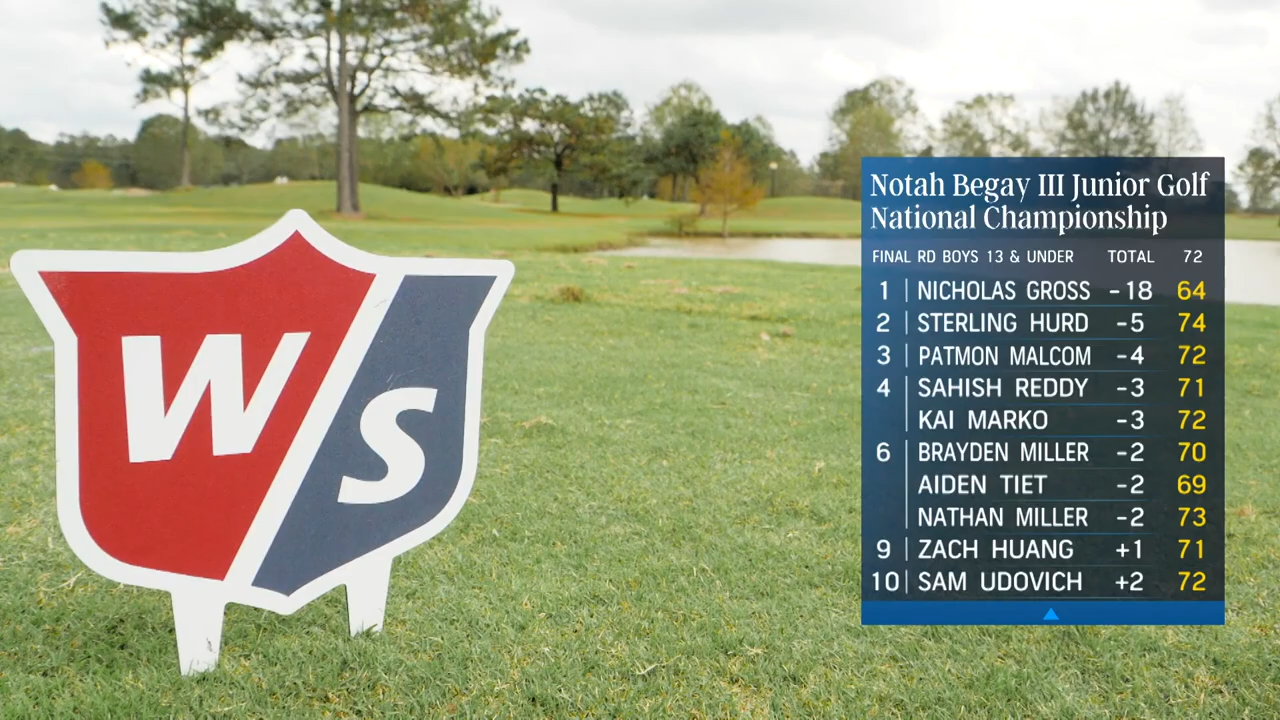 W S
Notah Begay III Junior Golf
National Championship
FINAL RD BOYS 13 & UNDER TOTAL 72
1 NICHOLAS GROSS -18 64
2 STERLING HURD -5 74
3 PATMON MALCOM -4 72
4 SAHISH REDDY -3 71
KAI MARKO -3 72
6 BRAYDEN MILLER -2 70
AIDEN TIET -2 69
NATHAN MILLER -2 73
9 ZACH HUANG +1 71
10 SAM UDOVICH +2 72